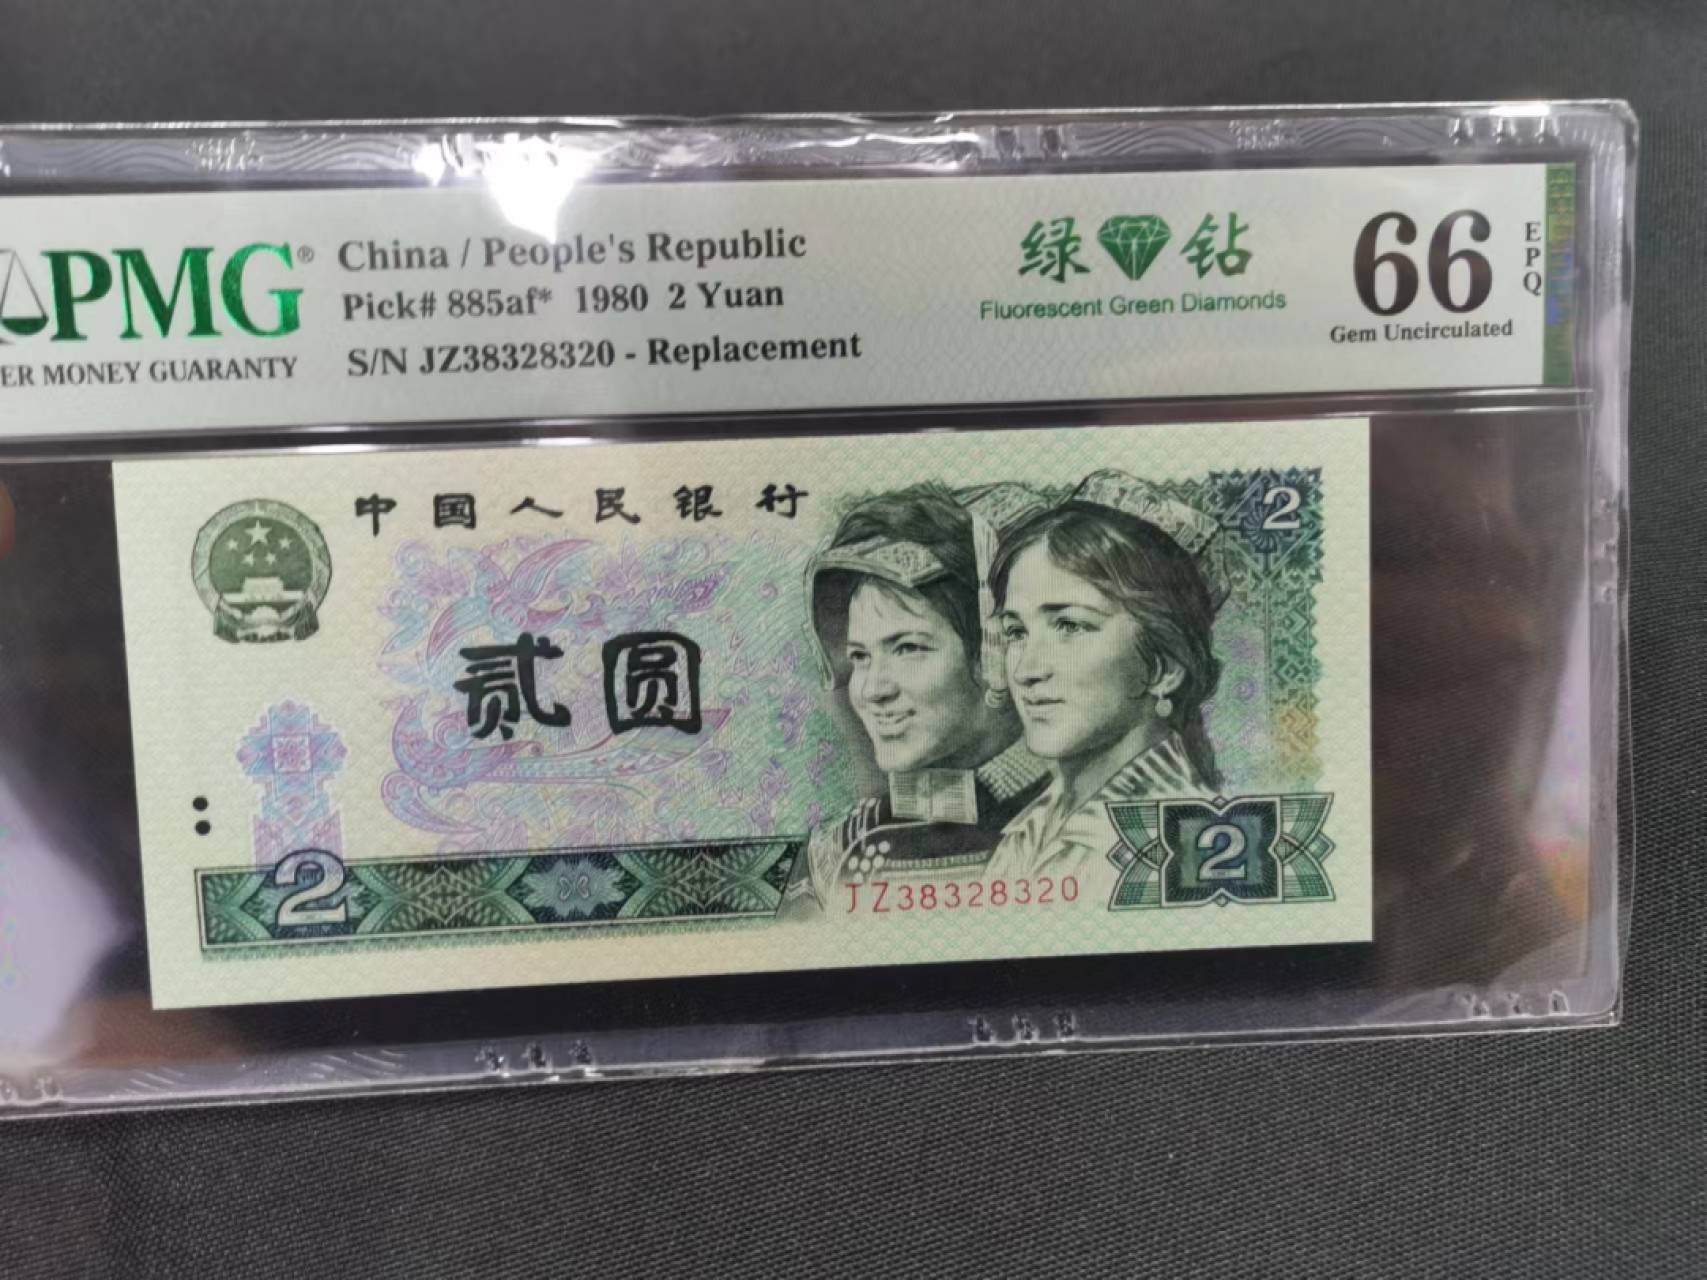 PMG®
ER MONEY GUARANTY
China / People's Republic
Pick# 885af* 1980 2 Yuan
S/N JZ38328320 - Replacement
绿 钻
Fluorescent Green Diamonds
66
EPQ
Gem Uncirculated
中国人民银行
2
贰圆
2
2
JZ38328320